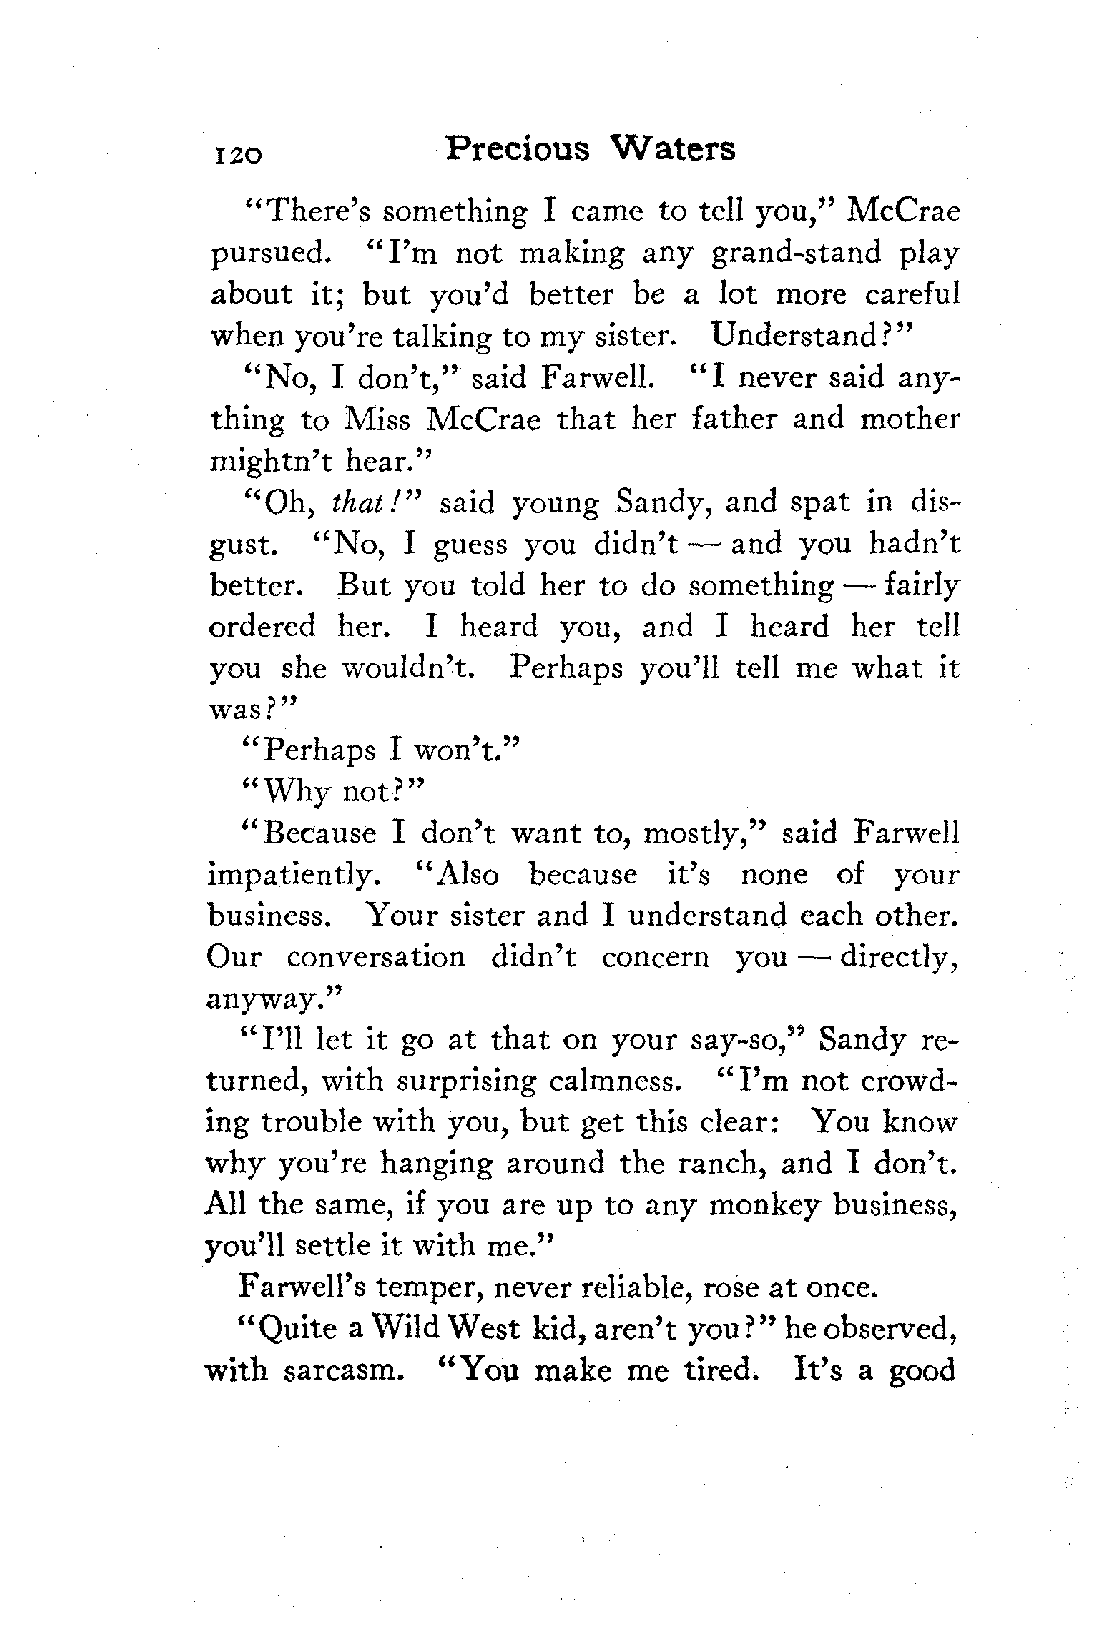 120 Precious Waters
“There’s something I came to tell you,” McCrae
pursued. “I’m not making any grand-stand play
about it; but you’d better be a lot more careful
when you’re talking to my sister. Understand?”
“No, I don’t,” said Farwell. “I never said any-
thing to Miss McCrae that her father and mother
mightn’t hear.”
“Oh, that!” said young Sandy, and spat in dis-
gust. “No, I guess you didn’t — and you hadn’t
better. But you told her to do something — fairly
ordered her. I heard you, and I heard her tell
you she wouldn’t. Perhaps you’ll tell me what it
was?”
“Perhaps I won’t.”
“Why not?”
“Because I don’t want to, mostly,” said Farwell
impatiently. “Also because it’s none of your
business. Your sister and I understand each other.
Our conversation didn’t concern you — directly,
anyway.”
“I’ll let it go at that on your say-so,” Sandy re-
turned, with surprising calmness. “I’m not crowd-
ing trouble with you, but get this clear: You know
why you’re hanging around the ranch, and I don’t.
All the same, if you are up to any monkey business,
you’ll settle it with me.”
Farwell’s temper, never reliable, rose at once.
“Quite a Wild West kid, aren’t you?” he observed,
with sarcasm. “You make me tired. It’s a good